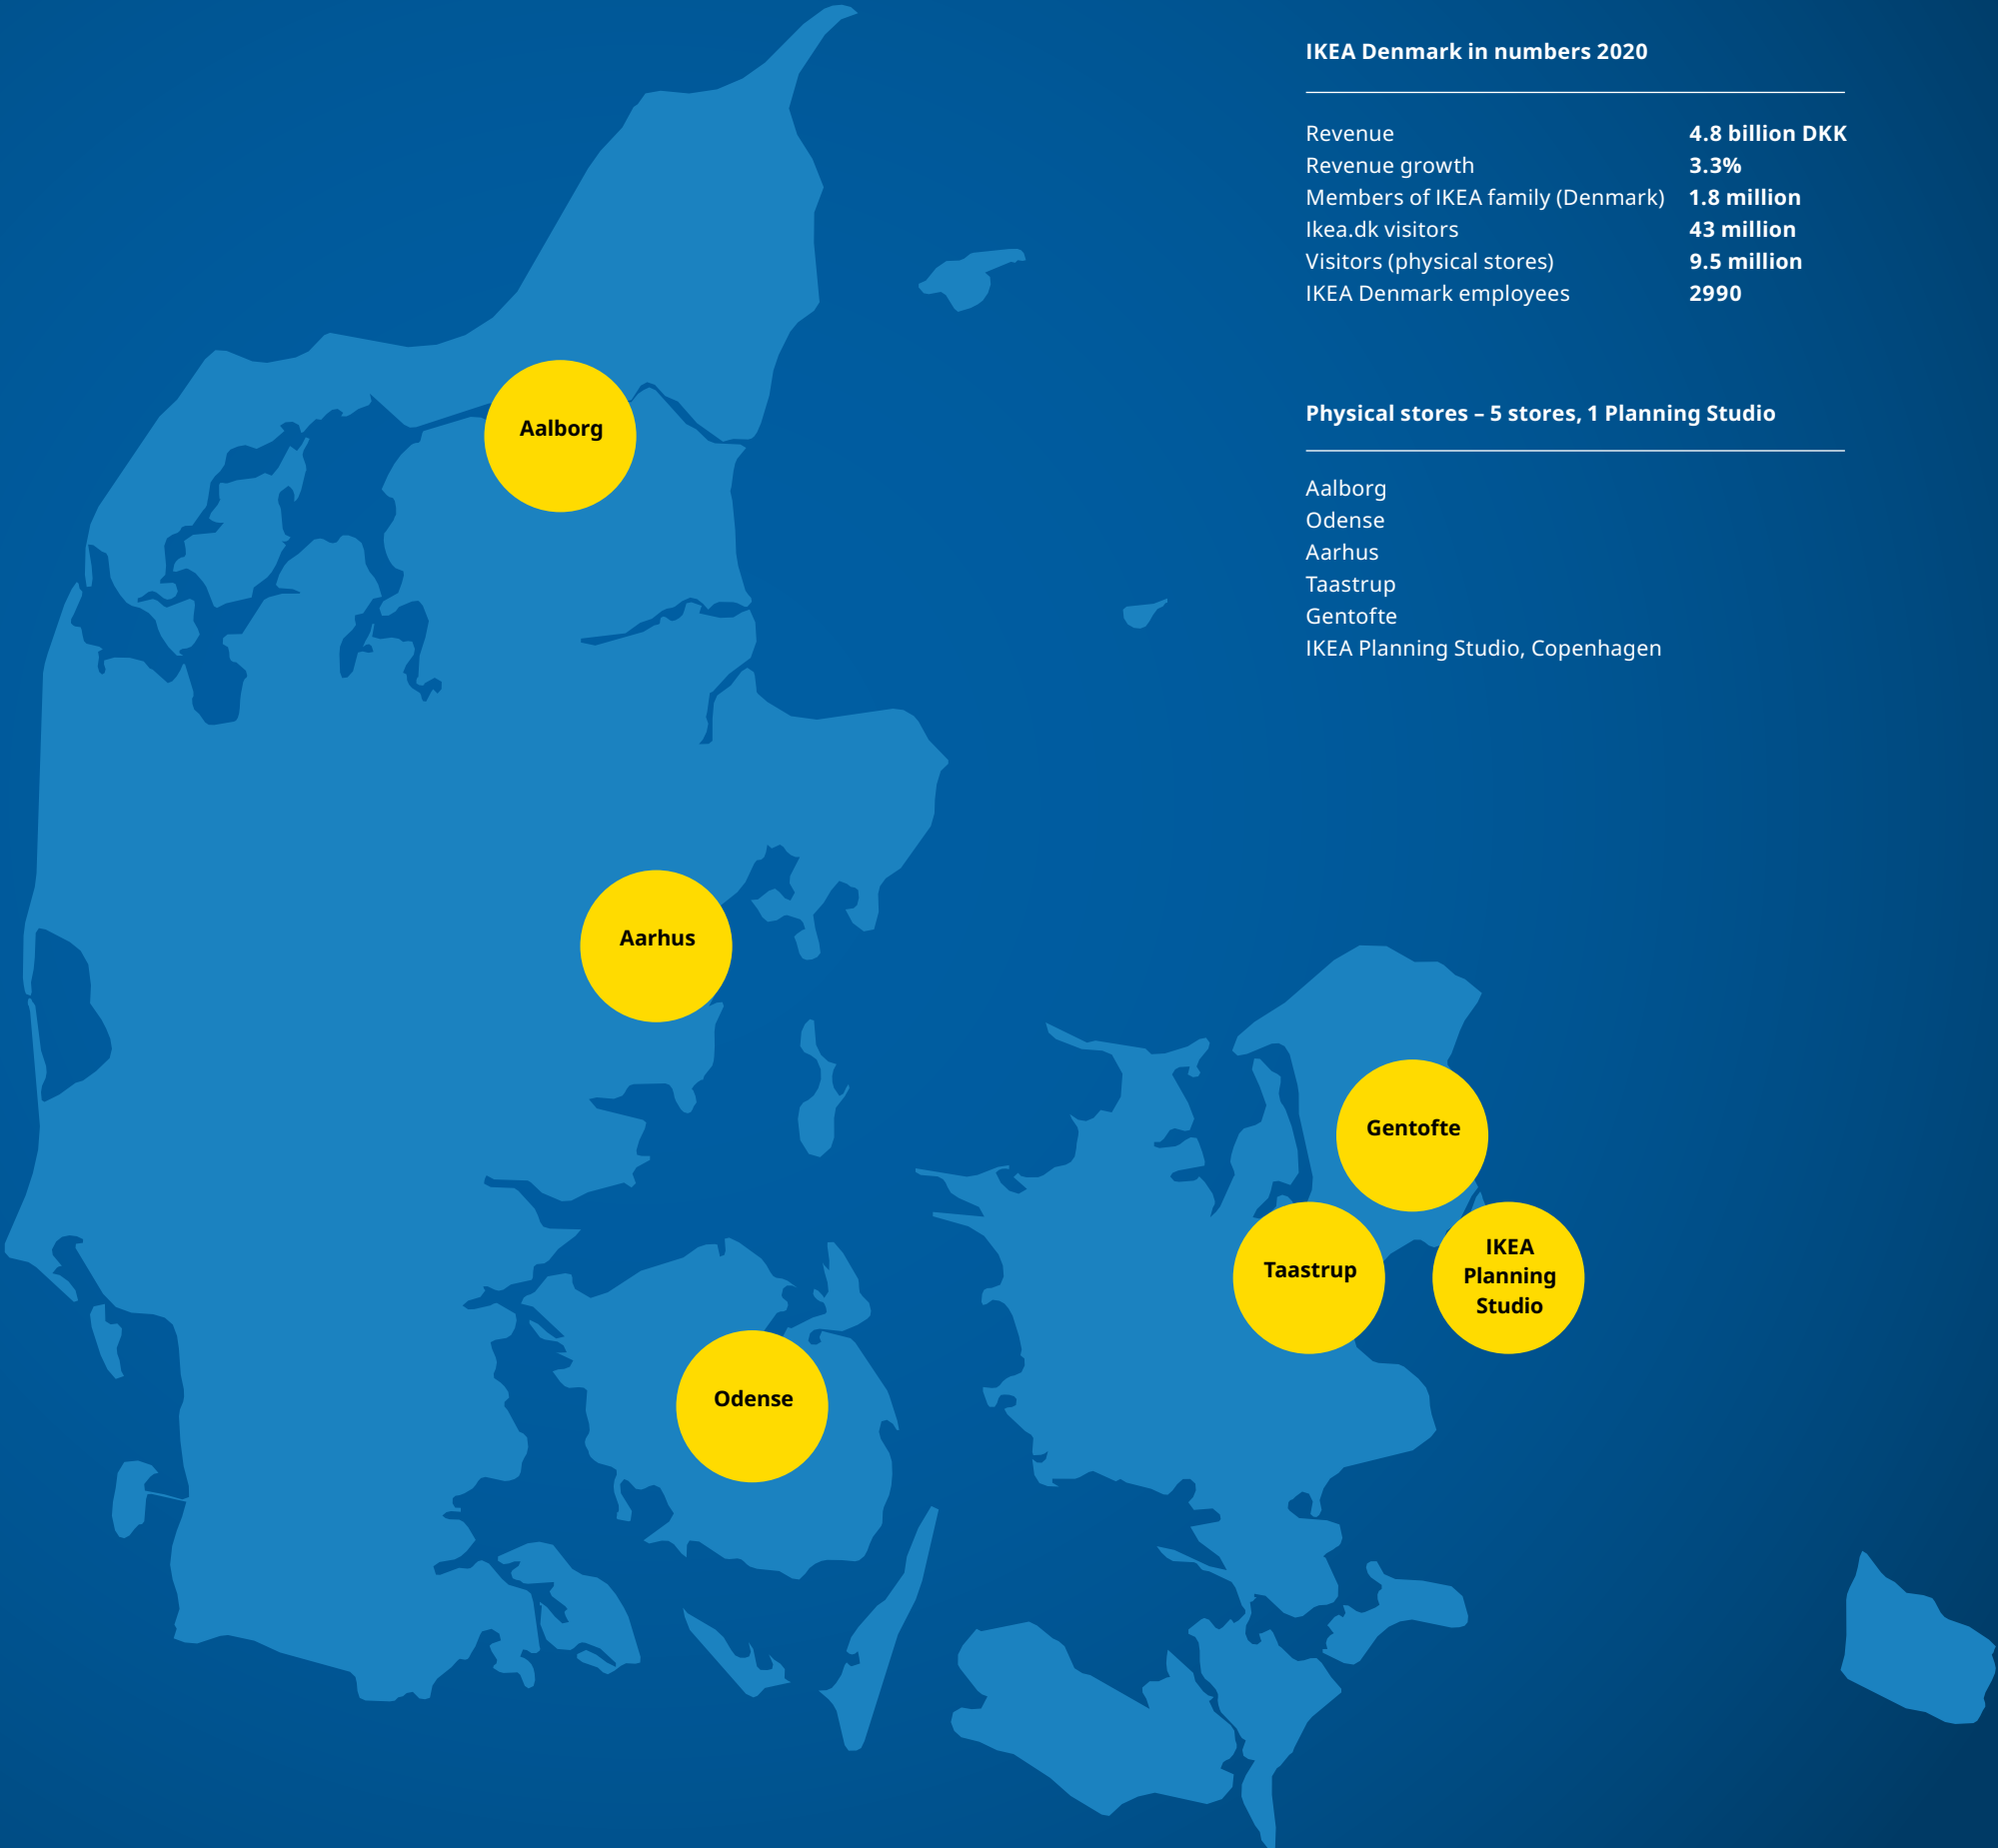 IKEA Denmark in numbers 2020
Revenue 4.8 billion DKK
Revenue growth 3.3%
Members of IKEA family (Denmark) 1.8 million
Ikea.dk visitors 43 million
Visitors (physical stores) 9.5 million
IKEA Denmark employees 2990
Physical stores – 5 stores, 1 Planning Studio
Aalborg
Odense
Aarhus
Taastrup
Gentofte
IKEA Planning Studio, Copenhagen
Aalborg
Aarhus
Gentofte
Taastrup
IKEA
Planning
Studio
Odense